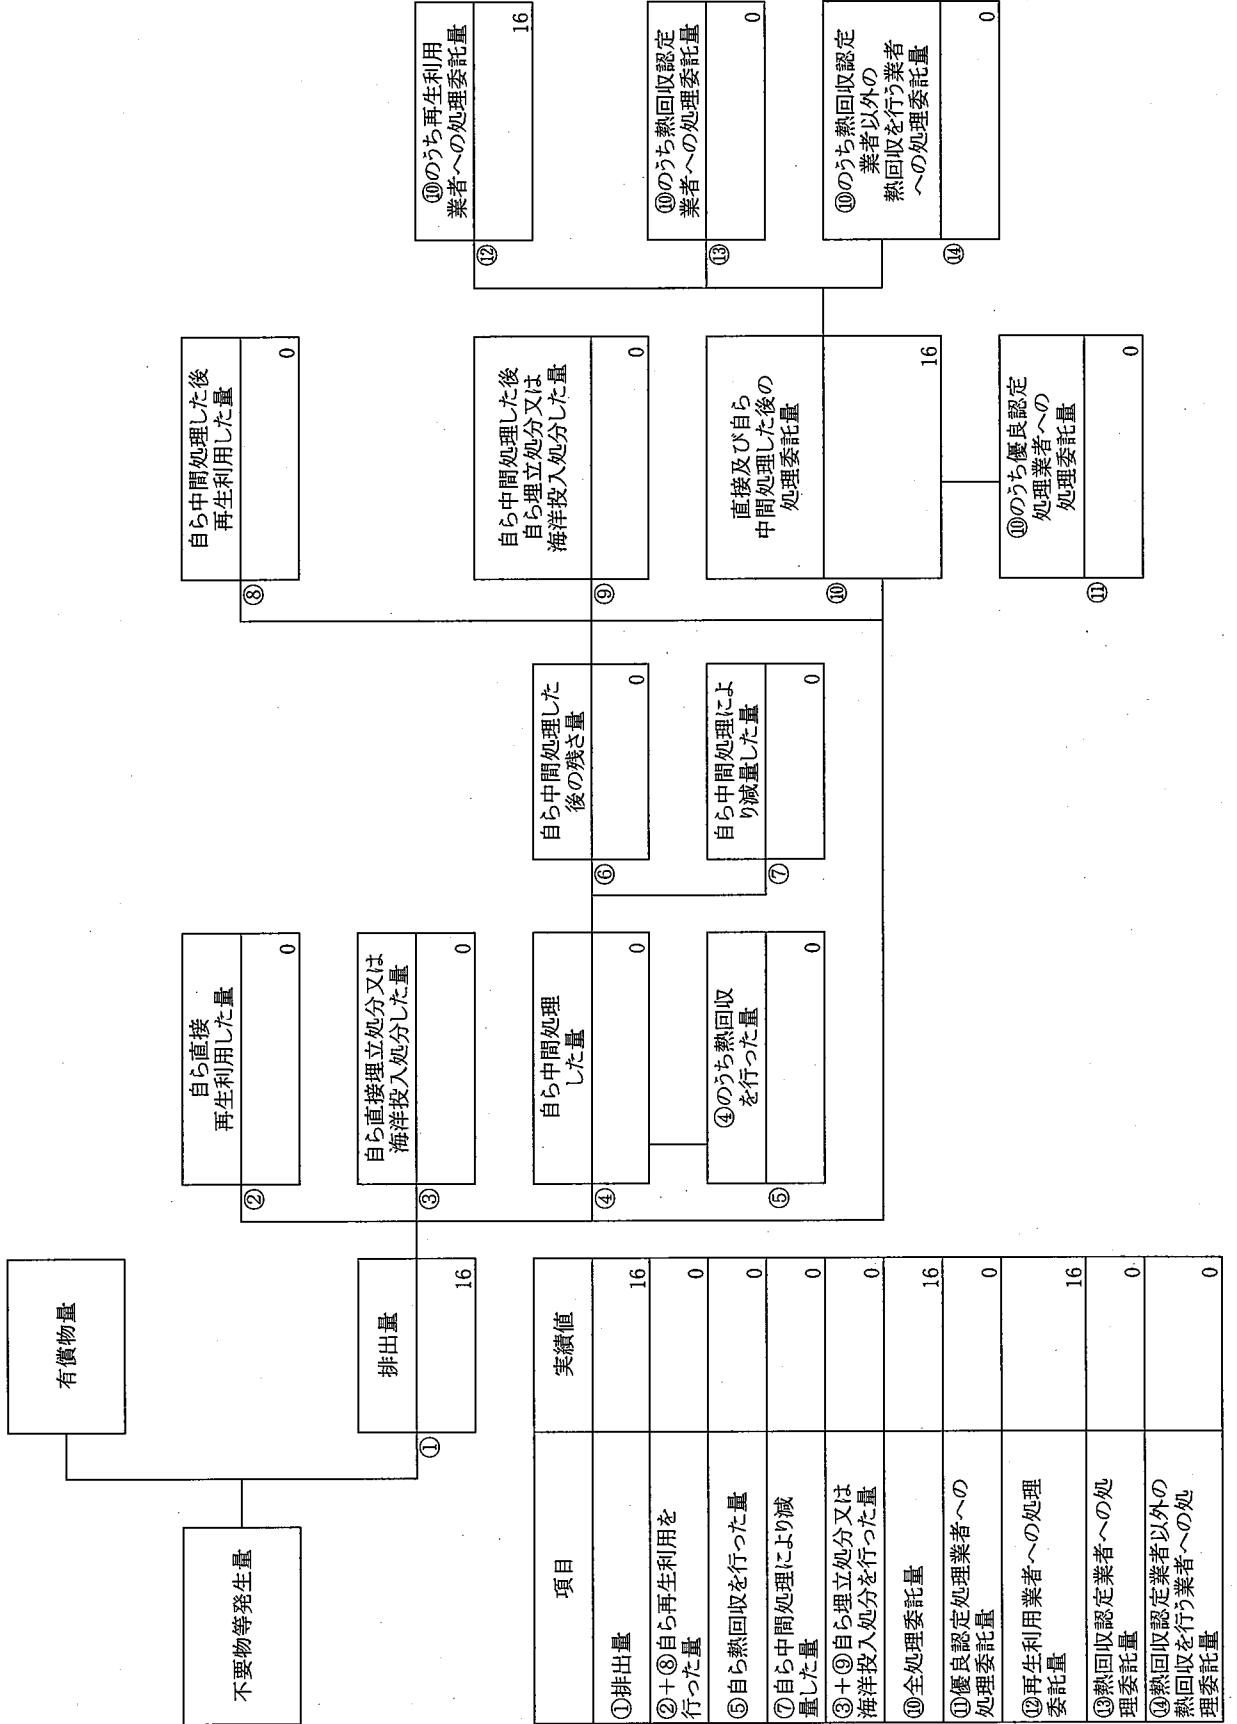 不要物等発生量
有償物量
①
排出量
16
②
自ら直接
再生利用した量
0
③
自ら直接埋立処分又は
海洋投入処分した量
0
④
自ら中間処理
した量
0
⑤
④のうち熱回収
を行った量
0
⑥
自ら中間処理した
後の残さ量
0
⑦
自ら中間処理によ
り減量した量
0
⑧
自ら中間処理した後
再生利用した量
0
⑨
自ら中間処理した後
自ら埋立処分又は
海洋投入処分した量
0
⑩
直接及び自ら
中間処理した後の
処理委託量
16
⑪
⑩のうち優良認定
処理業者への
処理委託量
0
⑫
⑩のうち再生利用
業者への処理委託量
16
⑬
⑩のうち熱回収認定
業者への処理委託量
0
⑭
⑩のうち熱回収認定
業者以外の
熱回収を行う業者
への処理委託量
0
項目 実績値
①排出量 16
②+⑧自ら再生利用を
行った量 0
⑤自ら熱回収を行った量 0
⑦自ら中間処理により減
量した量 0
③+⑨自ら埋立処分又は
海洋投入処分を行った量 0
⑩全処理委託量 16
⑪優良認定処理業者への
処理委託量 0
⑫再生利用業者への処理
委託量 16
⑬熱回収認定業者への処
理委託量 0
⑭熱回収認定業者以外の
熱回収を行う業者への処
理委託量 0